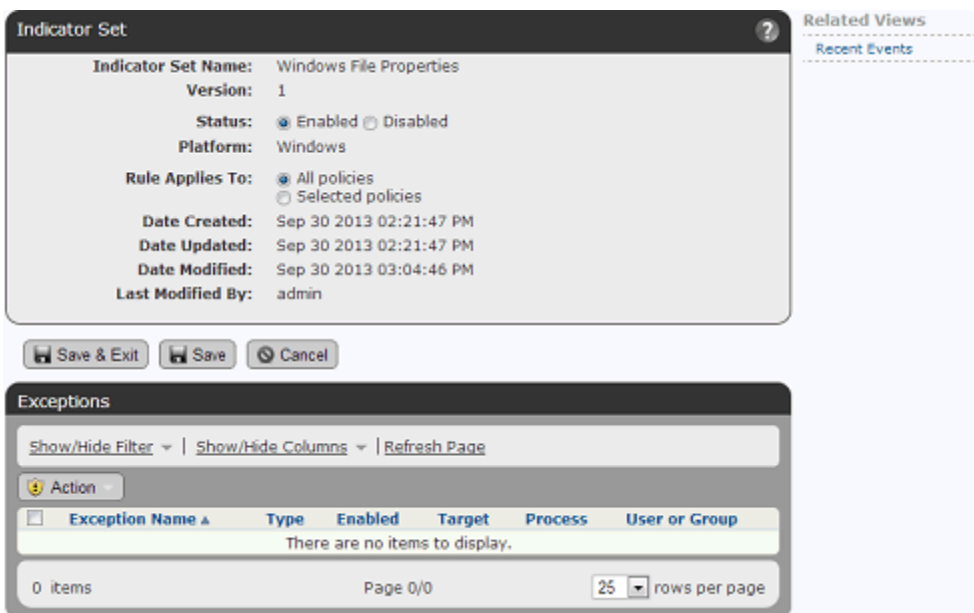 Indicator Set
?
Related Views
Recent Events
Indicator Set Name: Windows File Properties
Version: 1
Status: Enabled Disabled
Platform: Windows
Rule Applies To: All policies
Selected policies
Date Created: Sep 30 2013 02:21:47 PM
Date Updated: Sep 30 2013 02:21:47 PM
Date Modified: Sep 30 2013 03:04:46 PM
Last Modified By: admin
Save & Exit Save Cancel
Exceptions
Show/Hide Filter | Show/Hide Columns | Refresh Page
Action
Exception Name Type Enabled Target Process User or Group
There are no items to display.
0 items Page 0/0 25 rows per page